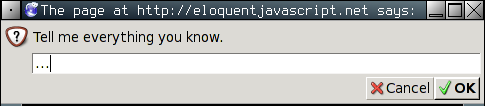 The page at http://eloquentjavascript.net says:
Tell me everything you know.
...
Cancel OK